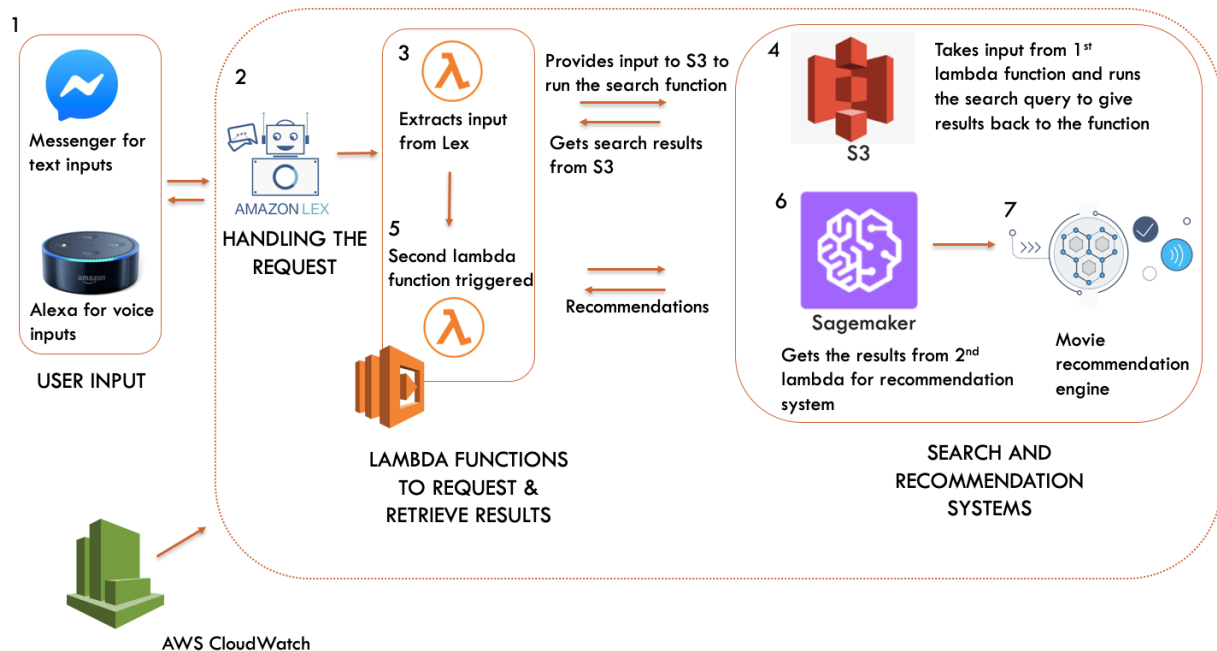 1
Messenger for
text inputs
amazon
Alexa for voice
inputs
USER INPUT
2
AMAZON LEX
HANDLING THE
REQUEST
3
Extracts input
from Lex
5
Second lambda
function triggered
LAMBDA FUNCTIONS
TO REQUEST &
RETRIEVE RESULTS
Provides input to S3 to
run the search function
Gets search results
from S3
Recommendations
4
S3
Takes input from 1st
lambda function and runs
the search query to give
results back to the function
6
Sagemaker
Gets the results from 2nd
lambda for recommendation
system
7
Movie
recommendation
engine
SEARCH AND
RECOMMENDATION
SYSTEMS
AWS CloudWatch